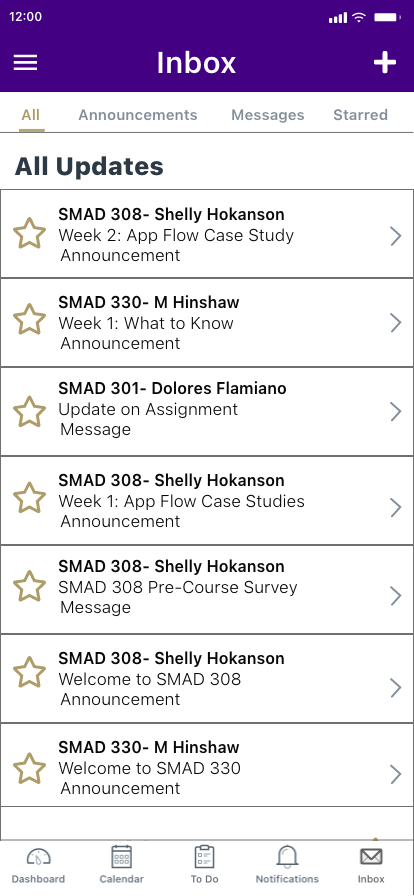 12:00
Inbox
All Announcements Messages Starred
All Updates
SMAD 308- Shelly Hokanson
Week 2: App Flow Case Study
Announcement
SMAD 330- M Hinshaw
Week 1: What to Know
Announcement
SMAD 301- Dolores Flamiano
Update on Assignment
Message
SMAD 308- Shelly Hokanson
Week 1: App Flow Case Studies
Announcement
SMAD 308- Shelly Hokanson
SMAD 308 Pre-Course Survey
Message
SMAD 308- Shelly Hokanson
Welcome to SMAD 308
Announcement
SMAD 330- M Hinshaw
Welcome to SMAD 330
Announcement
Dashboard Calendar To Do Notifications Inbox